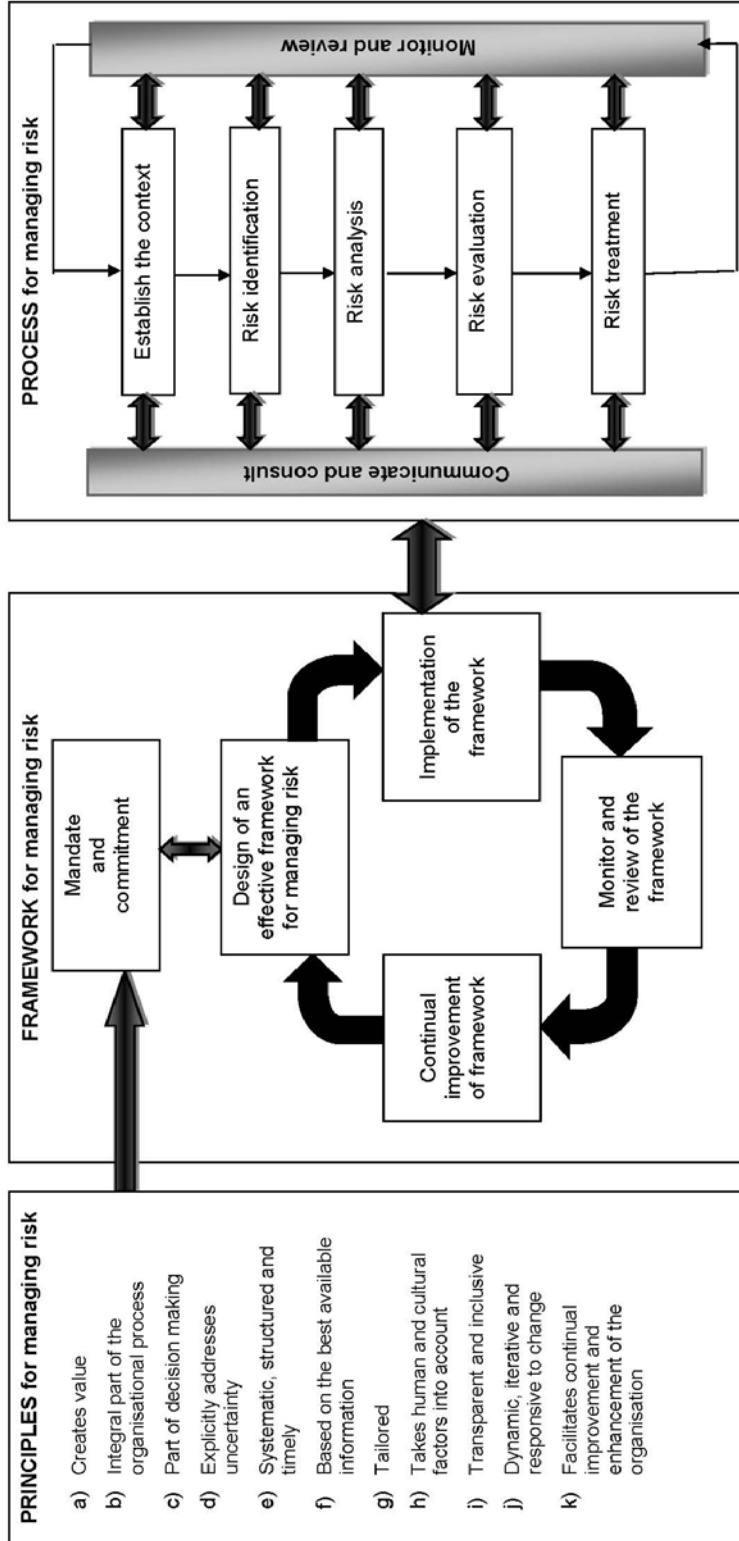 PRINCIPLES for managing risk
a) Creates value
b) Integral part of the
organisational process
c) Part of decision making
d) Explicitly addresses
uncertainty
e) Systematic, structured and
timely
f) Based on the best available
information
g) Tailored
h) Takes human and cultural
factors into account
i) Transparent and inclusive
j) Dynamic, iterative and
responsive to change
k) Facilitates continual
improvement and
enhancement of the
organisation
FRAMEWORK for managing risk
Mandate
and
commitment
Design of an
effective framework
for managing risk
Implementation
of the
framework
Monitor and
review of the
framework
Continual
improvement
of framework
PROCESS for managing risk
Communicate and consult
Establish the context
Risk identification
Risk analysis
Risk evaluation
Risk treatment
Monitor and review